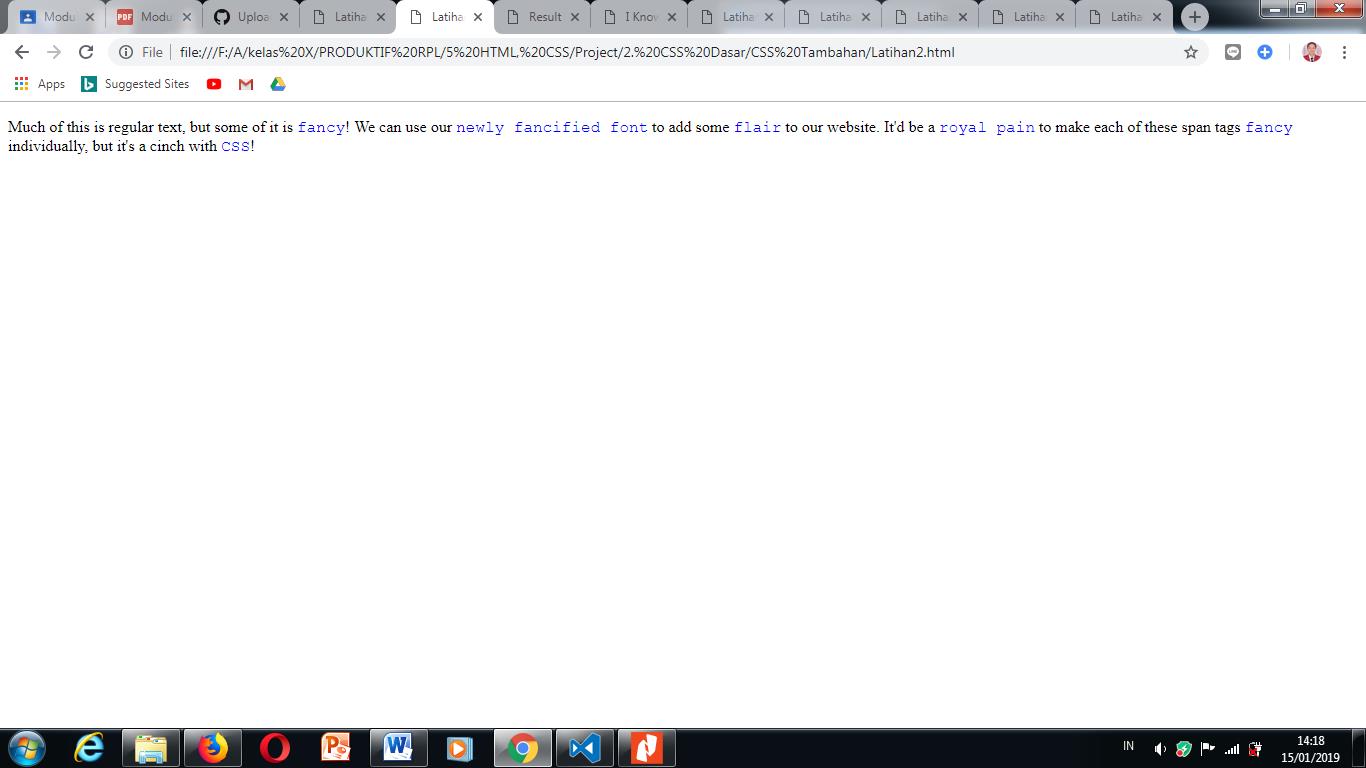 Modu Modu Uploa Latiha Latiha Result I Know Latiha Latiha Latiha Latiha Latiha
File file:///F:/A/kelas%20X/PRODUKTIF%20RPL/5%20HTML,%20CSS/Project/2.%20CSS%20Dasar/CSS%20Tambahan/Latihan2.html
Apps Suggested Sites
Much of this is regular text, but some of it is fancy! We can use our newly fancified font to add some flair to our website. It'd be a royal pain to make each of these span tags fancy
individually, but it's a cinch with CSS!
IN 14:18
15/01/2019